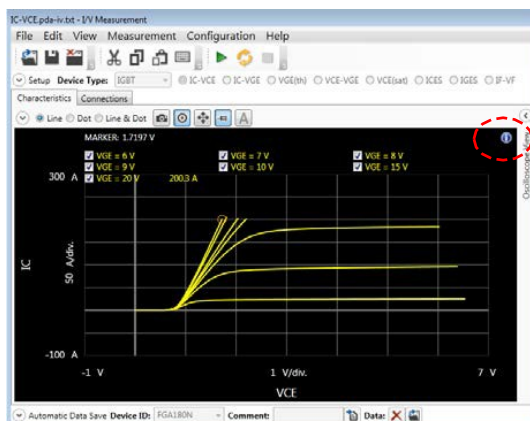 IC-VCE.pda-iv.txt - I/V Measurement
File Edit View Measurement Configuration Help
Setup Device Type: IGBT IC-VCE IC-VGE VGE(th) VCE-VGE VCE(sat) ICES IGES IF-VF
Characteristics Connections
Line Dot Line & Dot A
MARKER: 1.7197 V
VGE = 6 V VGE = 7 V VGE = 8 V
VGE = 9 V VGE = 10 V VGE = 15 V
300 A VGE = 20 V 200.3 A
Oscilloscope View
IC
50 A/div.
-100 A
-1 V 1 V/div. 7 V
VCE
Automatic Data Save Device ID: FGA180N Comment: Data: